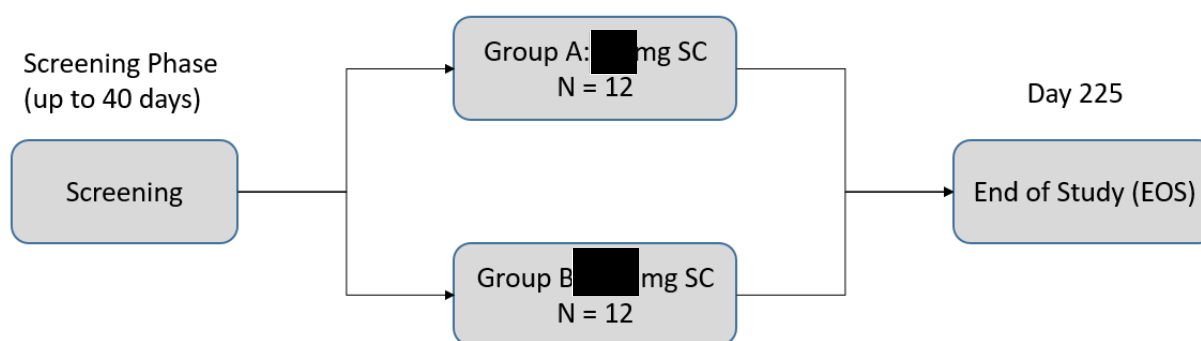 Screening Phase
(up to 40 days)
Screening
Group A: mg SC
N = 12
Group B mg SC
N = 12
Day 225
End of Study (EOS)